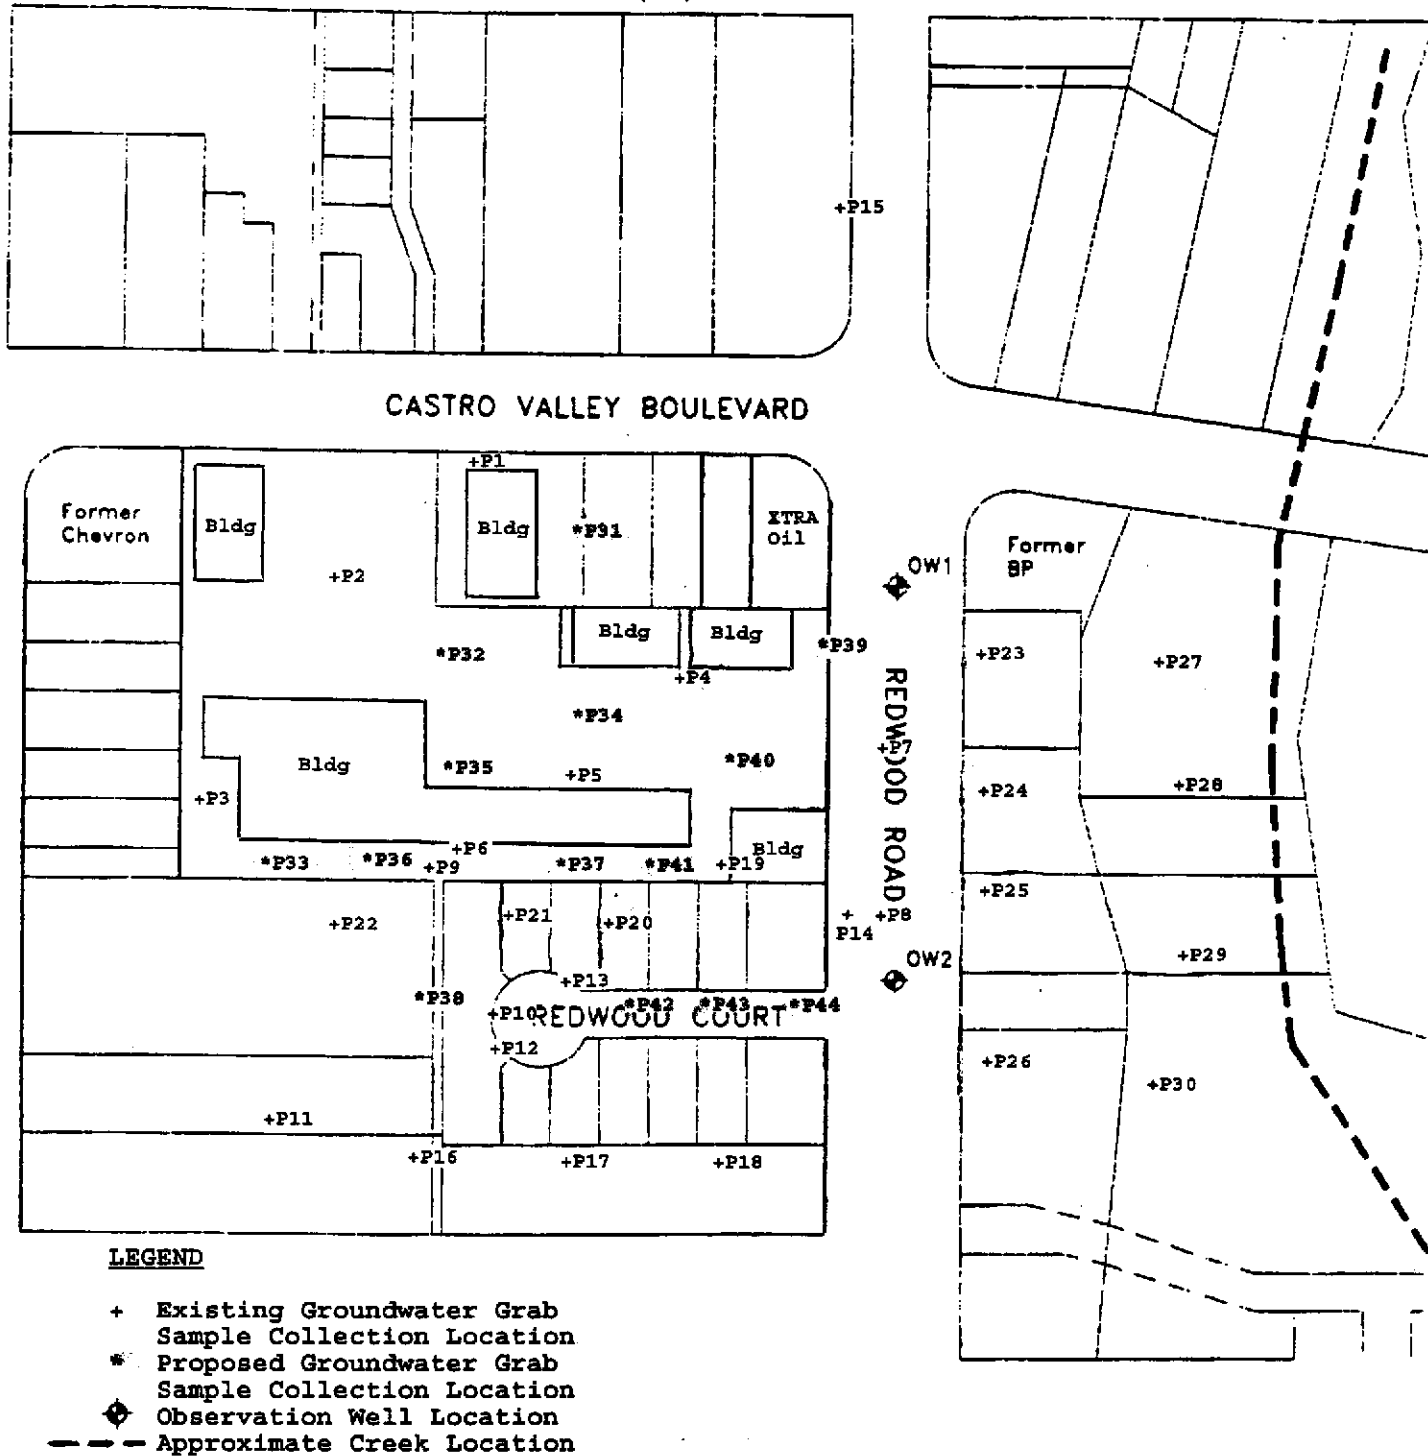 +P15
CASTRO VALLEY BOULEVARD
Former
Chevron
Bldg
+P1
Bldg
*P31
XTRA
Oil
+P2
OW1
Former
BP
Bldg
Bldg
*P32
*P39
+P4
+P23
+P27
*P34
REDWOOD ROAD
+P7
Bldg
*P35
+P5
*P40
+P3
+P24
+P28
+P6
Bldg
*P33
*P36
+P9
*P37
*P41
+P19
+P25
+P22
+P21
+P20
+
P14
+P8
OW2
+P29
+P13
*P38
+P10
REDWOOD COURT
*P42
*P43
*P44
+P12
+P26
+P30
+P11
+P16
+P17
+P18
LEGEND
+ Existing Groundwater Grab
Sample Collection Location
* Proposed Groundwater Grab
Sample Collection Location
Observation Well Location
Approximate Creek Location